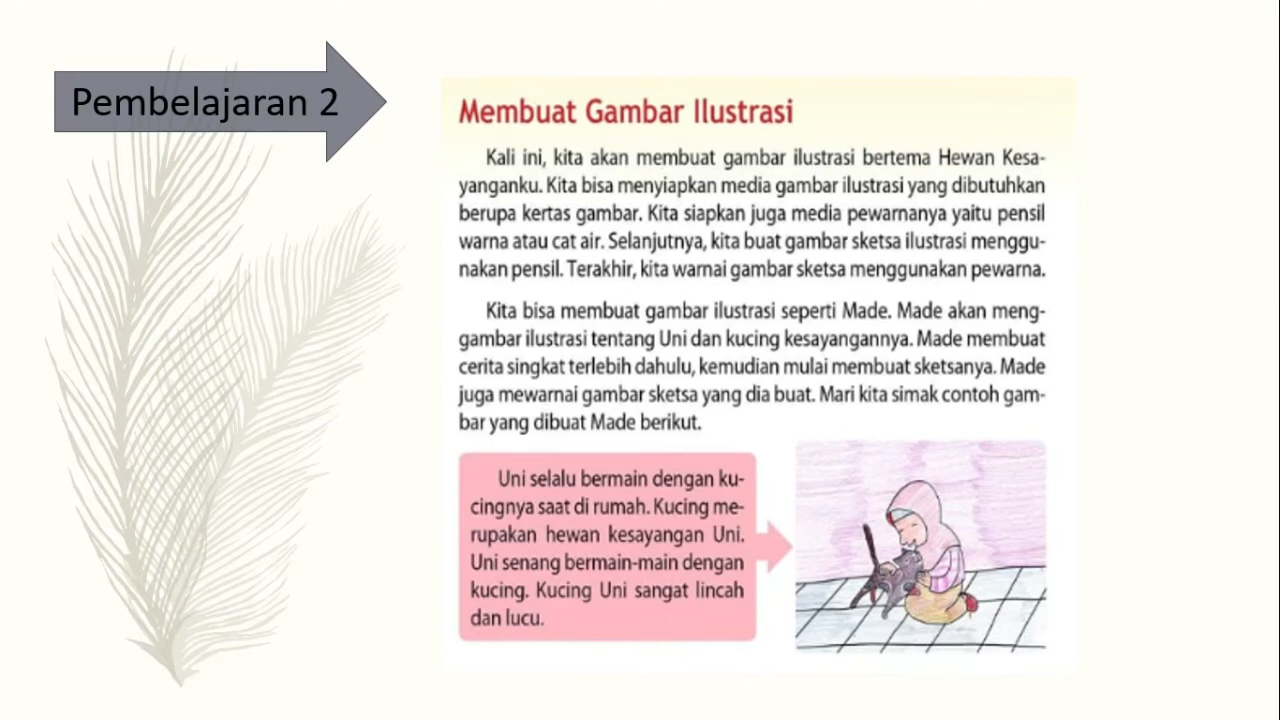 Pembelajaran 2
Membuat Gambar Ilustrasi
Kali ini, kita akan membuat gambar ilustrasi bertema Hewan Kesa-
yanganku. Kita bisa menyiapkan media gambar ilustrasi yang dibutuhkan
berupa kertas gambar. Kita siapkan juga media pewarnanya yaitu pensil
warna atau cat air. Selanjutnya, kita buat gambar sketsa ilustrasi menggu-
nakan pensil. Terakhir, kita warnai gambar sketsa menggunakan pewarna.
Kita bisa membuat gambar ilustrasi seperti Made. Made akan meng-
gambar ilustrasi tentang Uni dan kucing kesayangannya. Made membuat
cerita singkat terlebih dahulu, kemudian mulai membuat sketsanya. Made
juga mewarnai gambar sketsa yang dia buat. Mari kita simak contoh gam-
bar yang dibuat Made berikut.
Uni selalu bermain dengan ku-
cingnya saat di rumah. Kucing me-
rupakan hewan kesayangan Uni.
Uni senang bermain-main dengan
kucing. Kucing Uni sangat lincah
dan lucu.